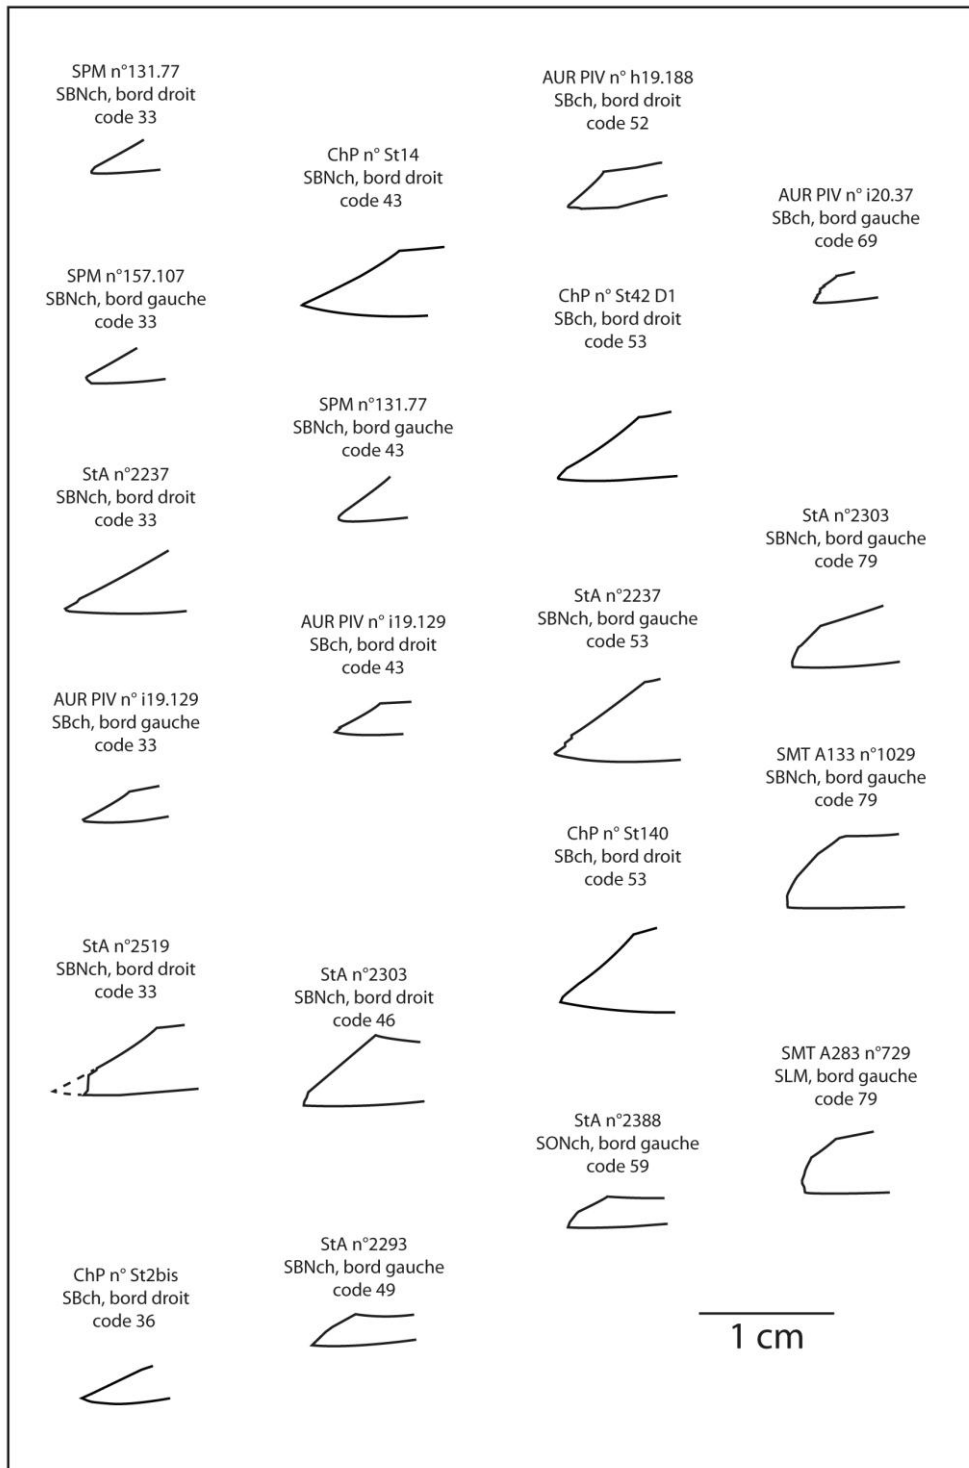 SPM n°131.77
SBNch, bord droit
code 33
SPM n°157.107
SBNch, bord gauche
code 33
StA n°2237
SBNch, bord droit
code 33
AUR PIV n° i19.129
SBch, bord gauche
code 33
StA n°2519
SBNch, bord droit
code 33
ChP n° St2bis
SBch, bord droit
code 36
ChP n° St14
SBNch, bord droit
code 43
SPM n°131.77
SBNch, bord gauche
code 43
AUR PIV n° i19.129
SBch, bord droit
code 43
StA n°2303
SBNch, bord droit
code 46
StA n°2293
SBNch, bord gauche
code 49
AUR PIV n° h19.188
SBch, bord droit
code 52
ChP n° St42 D1
SBch, bord droit
code 53
StA n°2237
SBNch, bord gauche
code 53
ChP n° St140
SBch, bord droit
code 53
StA n°2388
SONch, bord gauche
code 59
AUR PIV n° i20.37
SBch, bord gauche
code 69
StA n°2303
SBNch, bord gauche
code 79
SMT A133 n°1029
SBNch, bord gauche
code 79
SMT A283 n°729
SLM, bord gauche
code 79
1 cm